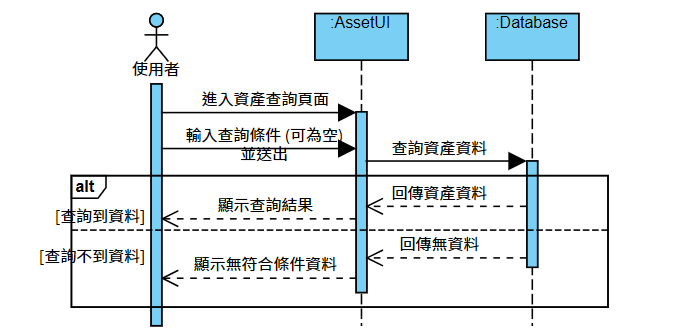 :AssetUI
:Database
使用者
進入資產查詢頁面
輸入查詢條件 (可為空)
並送出
查詢資產資料
alt
回傳資產資料
顯示查詢結果
[查詢到資料]
回傳無資料
[查詢不到資料]
顯示無符合條件資料